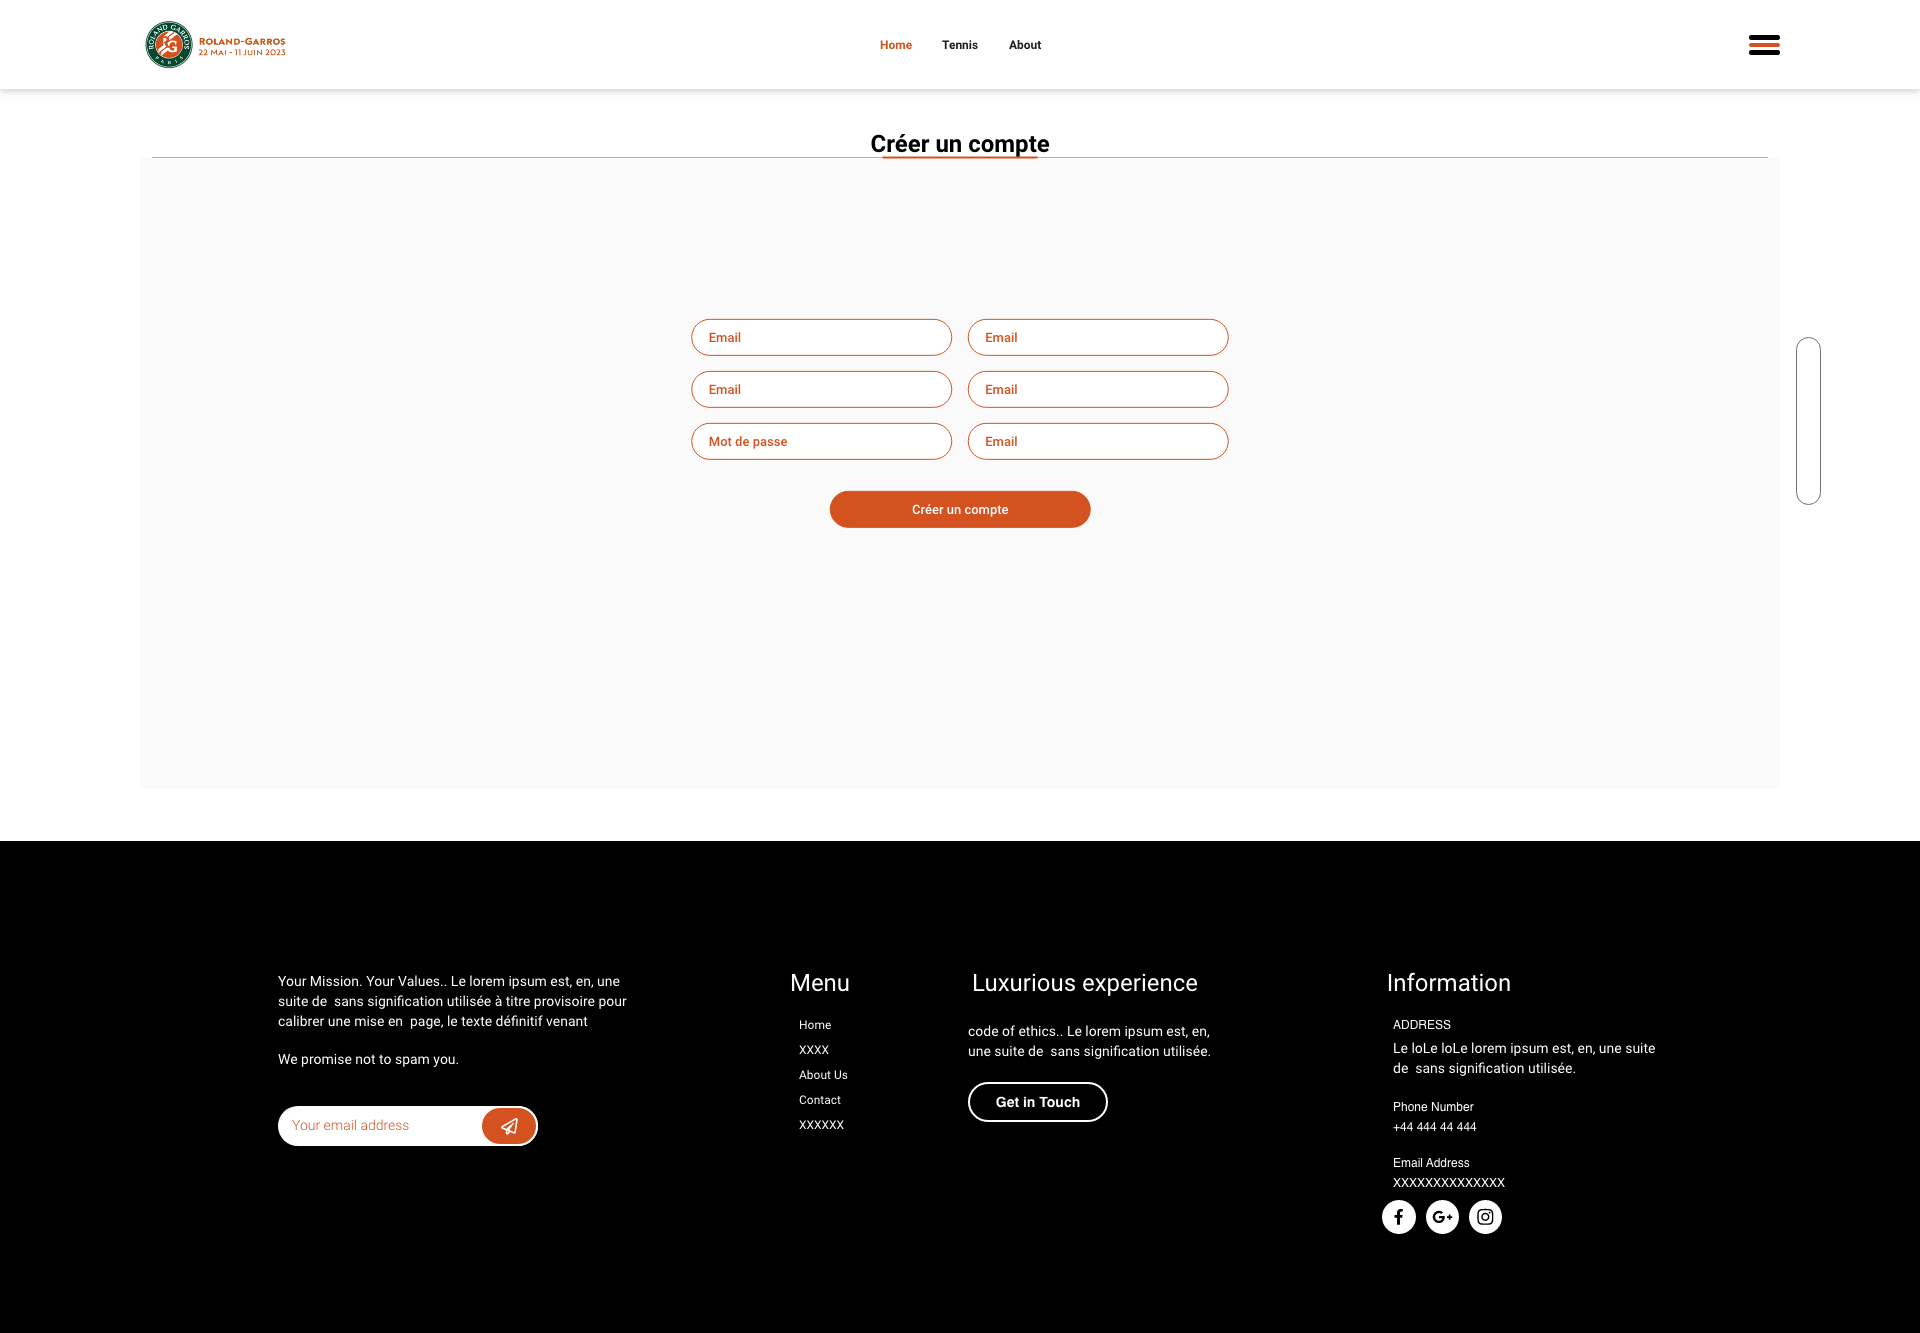 ROLAND GARROS
PARIS
ROLAND-GARROS
22 MAI - 11 JUIN 2023
Home
Tennis
About
Créer un compte
Email
Email
Email
Email
Mot de passe
Email
Créer un compte
Your Mission. Your Values.. Le lorem ipsum est, en, une
suite de  sans signification utilisée à titre provisoire pour
calibrer une mise en  page, le texte définitif venant
We promise not to spam you.
Your email address
Menu
Home
XXXX
About Us
Contact
XXXXXX
Luxurious experience
code of ethics.. Le lorem ipsum est, en,
une suite de  sans signification utilisée.
Get in Touch
Information
ADDRESS
Le loLe loLe lorem ipsum est, en, une suite
de  sans signification utilisée.
Phone Number
+44 444 44 444
Email Address
XXXXXXXXXXXXXX